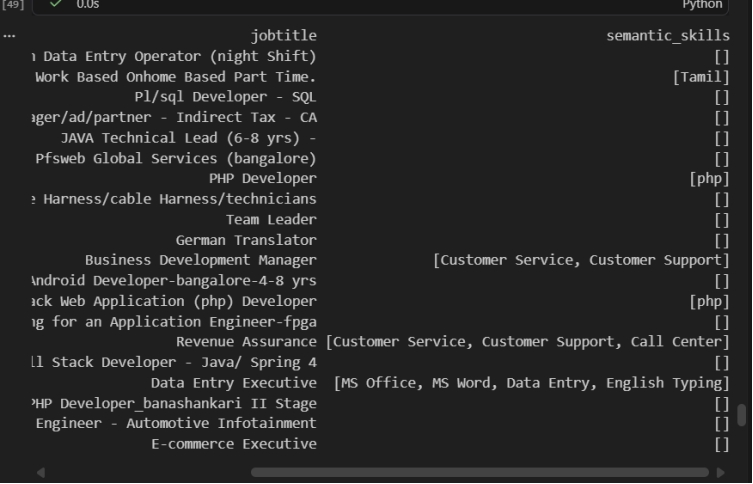 [49] ✓ 0.0s Python
... jobtitle semantic_skills
Data Entry Operator (night Shift) []
Work Based Onhome Based Part Time. [Tamil]
Pl/sql Developer - SQL []
ager/ad/partner - Indirect Tax - CA []
JAVA Technical Lead (6-8 yrs) - []
Pfsweb Global Services (bangalore) []
PHP Developer [php]
Harness/cable Harness/technicians []
Team Leader []
German Translator []
Business Development Manager [Customer Service, Customer Support]
Android Developer-bangalore-4-8 yrs []
ack Web Application (php) Developer [php]
ng for an Application Engineer-fpga []
Revenue Assurance [Customer Service, Customer Support, Call Center]
ll Stack Developer - Java/ Spring 4 []
Data Entry Executive [MS Office, MS Word, Data Entry, English Typing]
PHP Developer_banashankari II Stage []
Engineer - Automotive Infotainment []
E-commerce Executive []